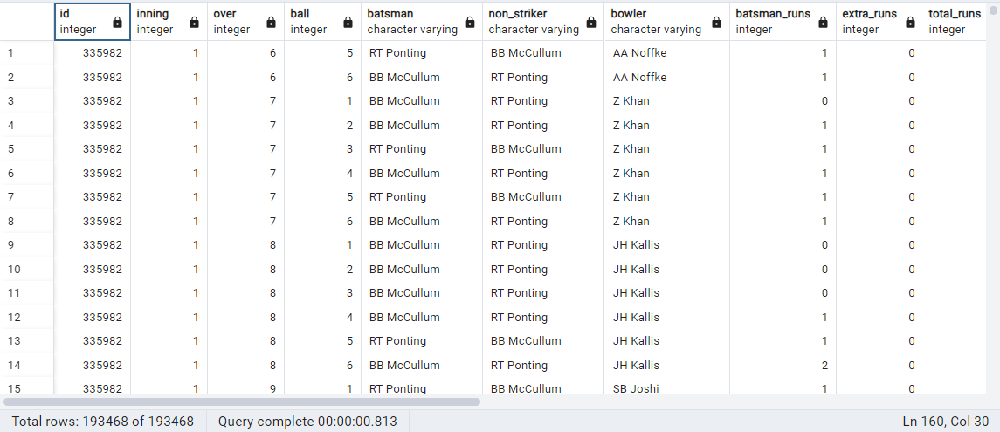 id inning over ball batsman non_striker bowler batsman_runs extra_runs total_runs
integer integer integer integer character varying character varying character varying integer integer integer
1 335982 1 6 5 RT Ponting BB McCullum AA Noffke 1 0
2 335982 1 6 6 BB McCullum RT Ponting AA Noffke 1 0
3 335982 1 7 1 BB McCullum RT Ponting Z Khan 0 0
4 335982 1 7 2 BB McCullum RT Ponting Z Khan 1 0
5 335982 1 7 3 RT Ponting BB McCullum Z Khan 1 0
6 335982 1 7 4 BB McCullum RT Ponting Z Khan 1 0
7 335982 1 7 5 RT Ponting BB McCullum Z Khan 1 0
8 335982 1 7 6 BB McCullum RT Ponting Z Khan 1 0
9 335982 1 8 1 BB McCullum RT Ponting JH Kallis 0 0
10 335982 1 8 2 BB McCullum RT Ponting JH Kallis 0 0
11 335982 1 8 3 BB McCullum RT Ponting JH Kallis 0 0
12 335982 1 8 4 BB McCullum RT Ponting JH Kallis 1 0
13 335982 1 8 5 RT Ponting BB McCullum JH Kallis 1 0
14 335982 1 8 6 BB McCullum RT Ponting JH Kallis 2 0
15 335982 1 9 1 RT Ponting BB McCullum SB Joshi 1 0
Total rows: 193468 of 193468 Query complete 00:00:00.813 Ln 160, Col 30